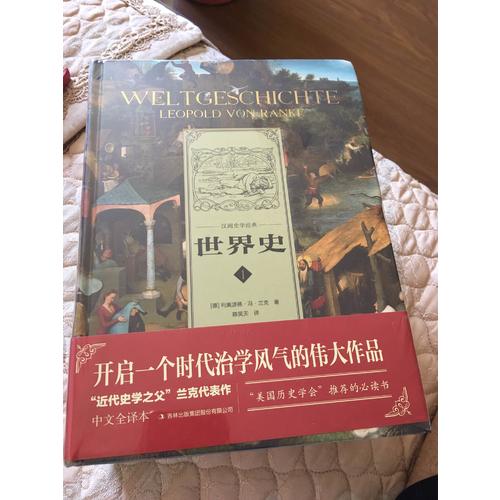 WELTGESCHICHTE
LEOPOLD VON RANKE
汉阅史学经典
世界史
1
[德] 利奥波德·冯·兰克 著
陈笑天 译
开启一个时代治学风气的伟大作品
“近代史学之父”兰克代表作
“美国历史学会”推荐的必读书
中文全译本
吉林出版集团股份有限公司